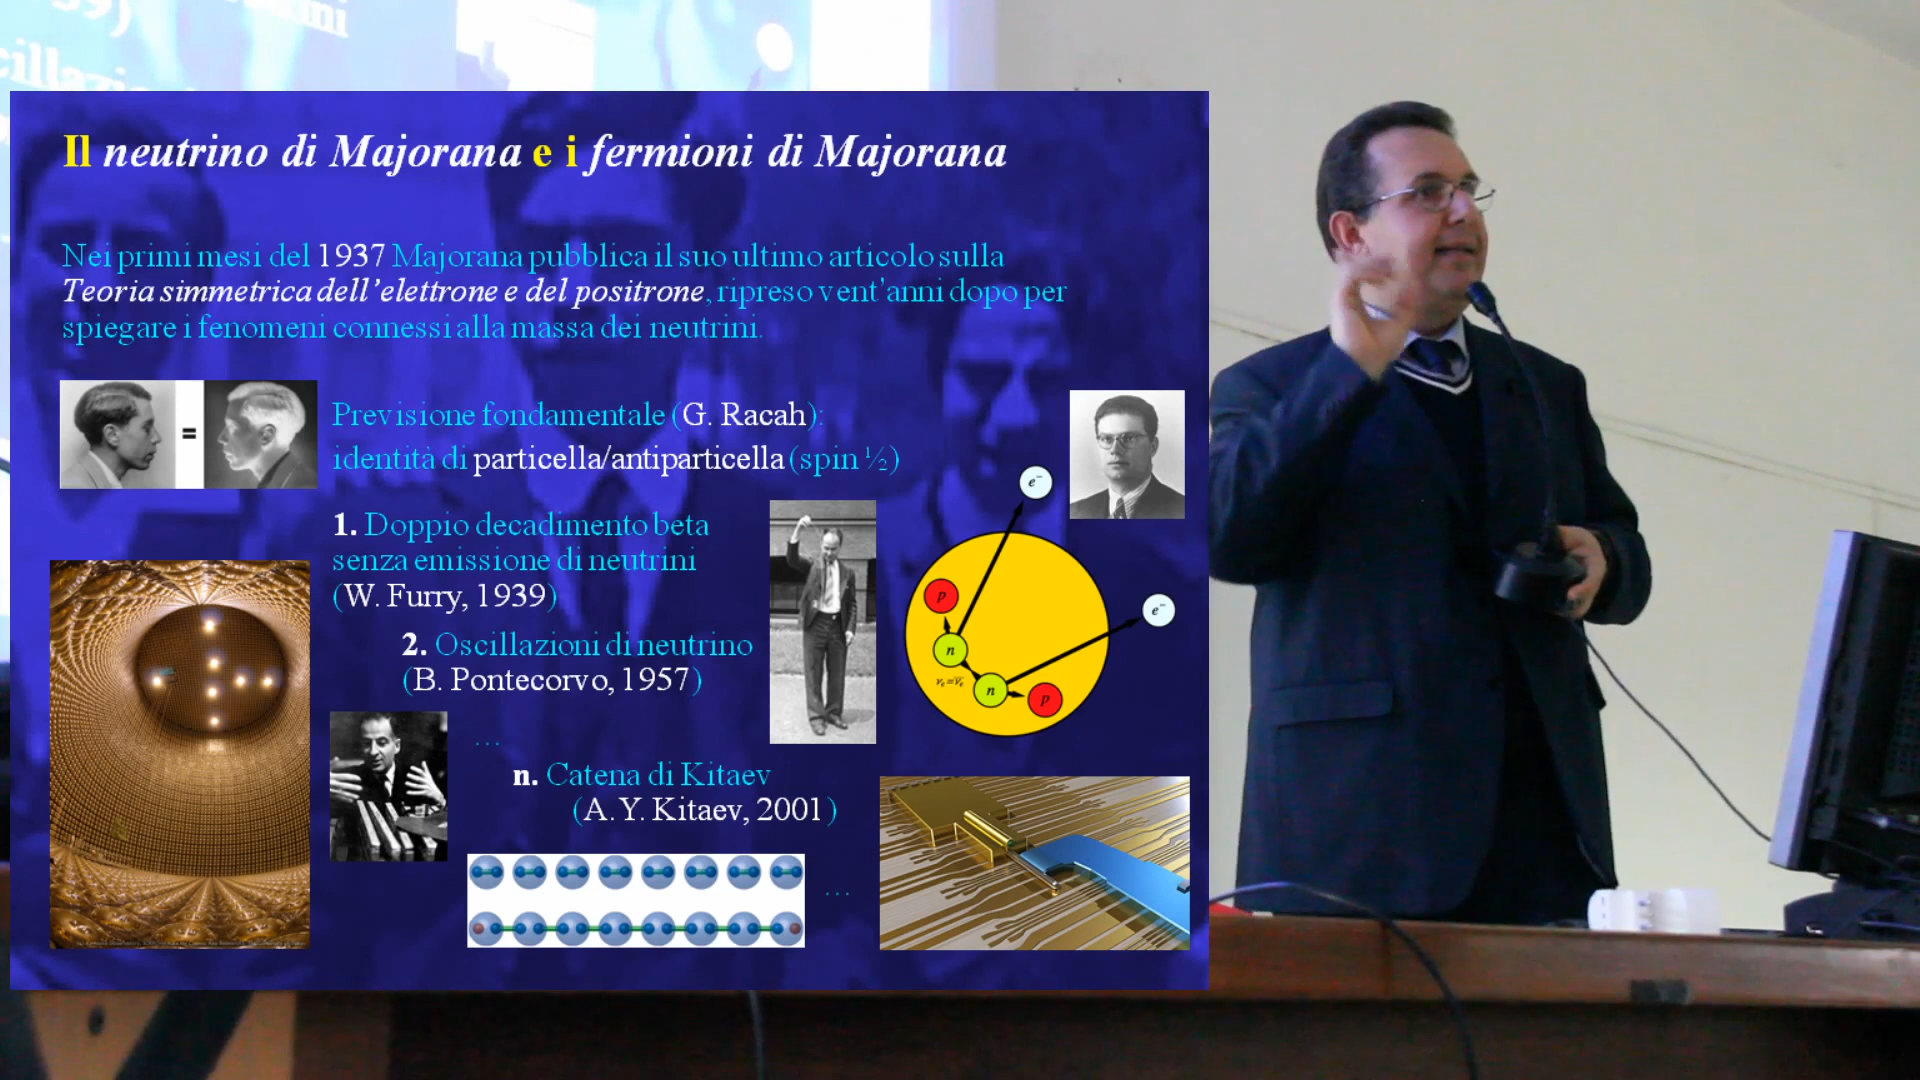 39)
cillazi
Il neutrino di Majorana e i fermioni di Majorana
Nei primi mesi del 1937 Majorana pubblica il suo ultimo articolo sulla
Teoria simmetrica dell'elettrone e del positrone, ripreso vent'anni dopo per
spiegare i fenomeni connessi alla massa dei neutrini.
=
Previsione fondamentale (G. Racah):
identità di particella/antiparticella (spin ½)
1. Doppio decadimento beta
senza emissione di neutrini
(W. Furry, 1939)
2. Oscillazioni di neutrino
(B. Pontecorvo, 1957)
...
n. Catena di Kitaev
(A. Y. Kitaev, 2001)
...
e⁻
e⁻
p
n
νe=ν̅e
n
p